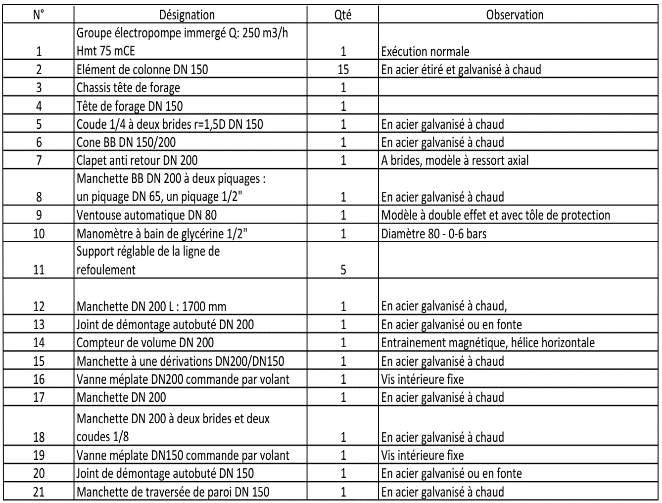 N° Désignation Qté Observation
Groupe électropompe immergé Q: 250 m3/h
1 Hmt 75 mCE 1 Exécution normale
2 Elément de colonne DN 150 15 En acier étiré et galvanisé à chaud
3 Chassis tête de forage 1
4 Tête de forage DN 150 1
5 Coude 1/4 à deux brides r=1,5D DN 150 1 En acier galvanisé à chaud
6 Cone BB DN 150/200 1 En acier galvanisé à chaud
7 Clapet anti retour DN 200 1 A brides, modèle à ressort axial
Manchette BB DN 200 à deux piquages :
8 un piquage DN 65, un piquage 1/2" 1 En acier galvanisé à chaud
9 Ventouse automatique DN 80 1 Modèle à double effet et avec tôle de protection
10 Manomètre à bain de glycérine 1/2" 1 Diamètre 80 - 0-6 bars
Support réglable de la ligne de
11 refoulement 5
12 Manchette DN 200 L : 1700 mm 1 En acier galvanisé à chaud,
13 Joint de démontage autobuté DN 200 1 En acier galvanisé ou en fonte
14 Compteur de volume DN 200 1 Entrainement magnétique, hélice horizontale
15 Manchette à une dérivations DN200/DN150 1 En acier galvanisé à chaud
16 Vanne méplate DN200 commande par volant 1 Vis intérieure fixe
17 Manchette DN 200 1 En acier galvanisé à chaud
Manchette DN 200 à deux brides et deux
18 coudes 1/8 1 En acier galvanisé à chaud
19 Vanne méplate DN150 commande par volant 1 Vis intérieure fixe
20 Joint de démontage autobuté DN 150 1 En acier galvanisé ou en fonte
21 Manchette de traversée de paroi DN 150 1 En acier galvanisé à chaud